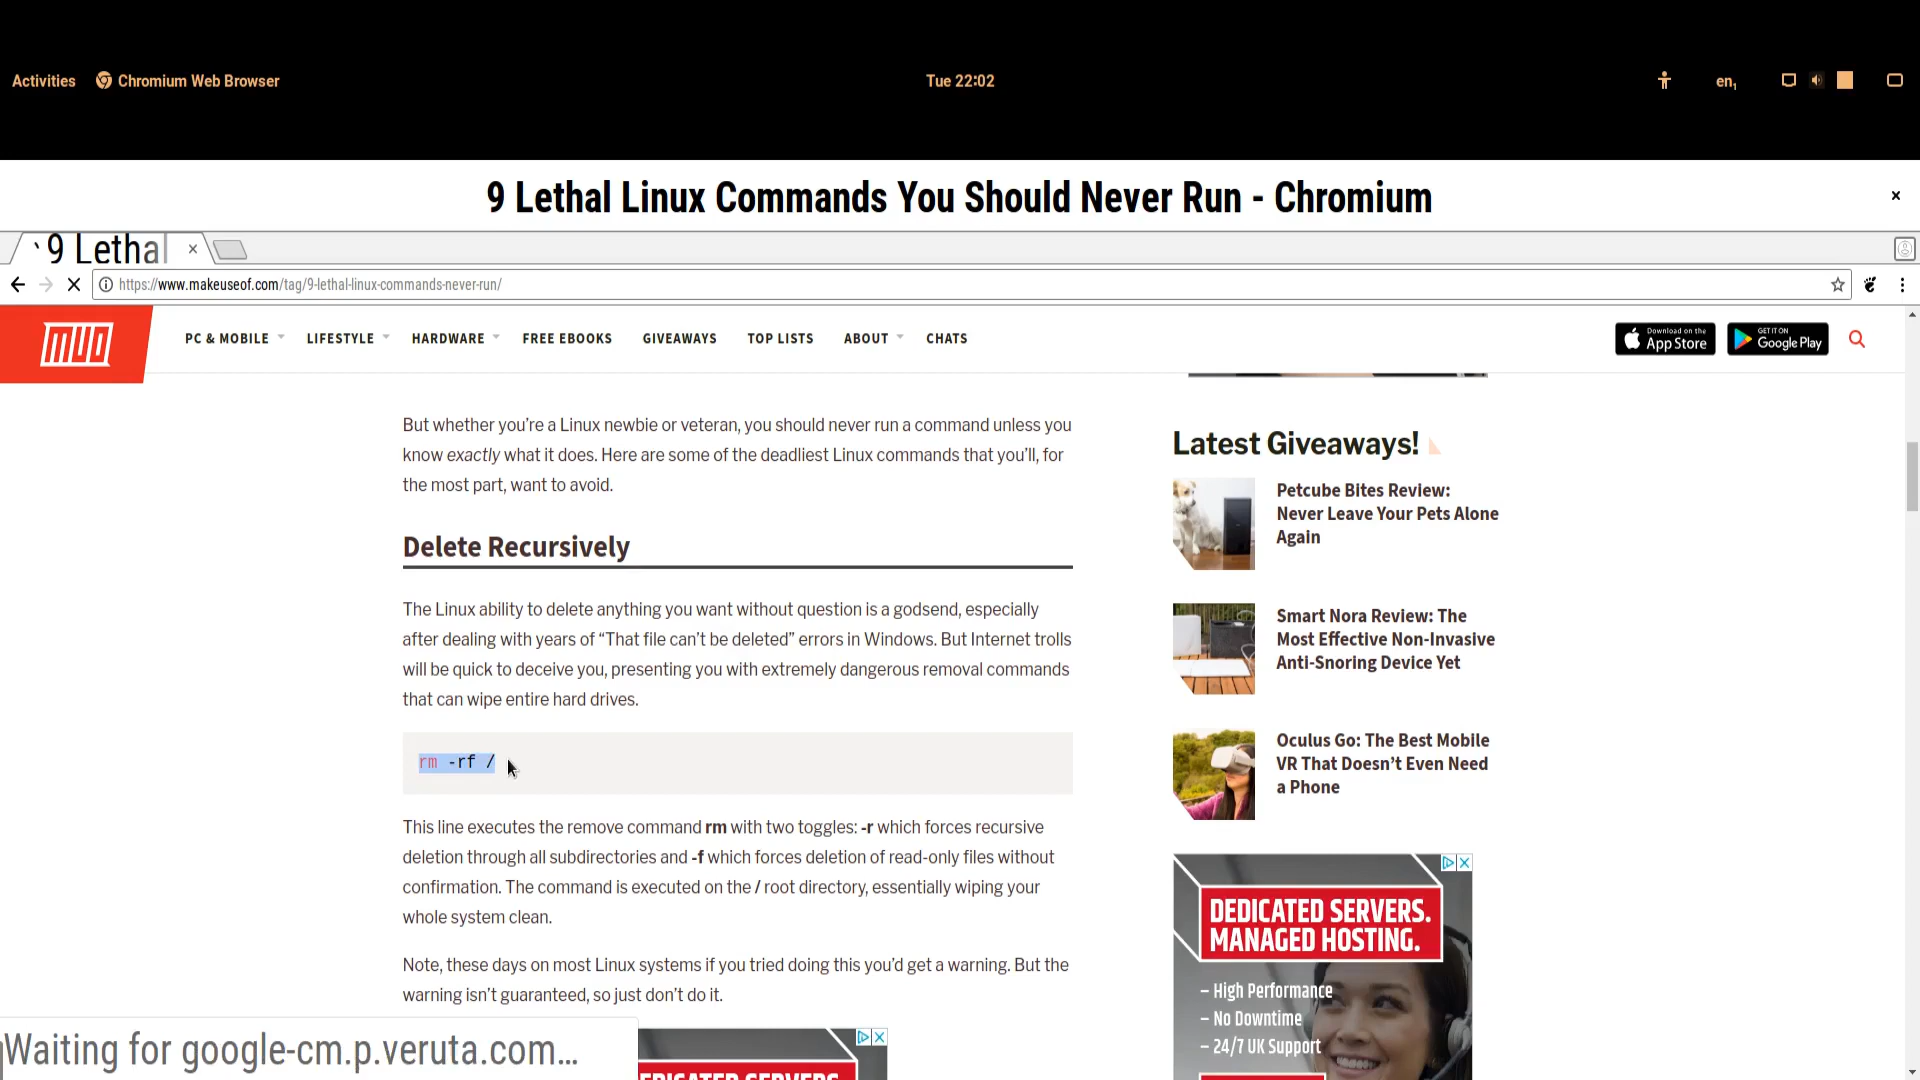 Activities Chromium Web Browser Tue 22:02 en₁
9 Lethal Linux Commands You Should Never Run - Chromium
9 Lethal
https://www.makeuseof.com/tag/9-lethal-linux-commands-never-run/
MUO PC & MOBILE LIFESTYLE HARDWARE FREE EBOOKS GIVEAWAYS TOP LISTS ABOUT CHATS
Download on the
App Store
GET IT ON
Google Play
But whether you’re a Linux newbie or veteran, you should never run a command unless you
know exactly what it does. Here are some of the deadliest Linux commands that you’ll, for
the most part, want to avoid.
Delete Recursively
The Linux ability to delete anything you want without question is a godsend, especially
after dealing with years of “That file can’t be deleted” errors in Windows. But Internet trolls
will be quick to deceive you, presenting you with extremely dangerous removal commands
that can wipe entire hard drives.
rm -rf /
This line executes the remove command rm with two toggles: -r which forces recursive
deletion through all subdirectories and -f which forces deletion of read-only files without
confirmation. The command is executed on the / root directory, essentially wiping your
whole system clean.
Note, these days on most Linux systems if you tried doing this you’d get a warning. But the
warning isn’t guaranteed, so just don’t do it.
Latest Giveaways!
Petcube Bites Review:
Never Leave Your Pets Alone
Again
Smart Nora Review: The
Most Effective Non-Invasive
Anti-Snoring Device Yet
Oculus Go: The Best Mobile
VR That Doesn’t Even Need
a Phone
DEDICATED SERVERS.
MANAGED HOSTING.
– High Performance
– No Downtime
– 24/7 UK Support
DEDICATED SERVERS
Waiting for google-cm.p.veruta.com...